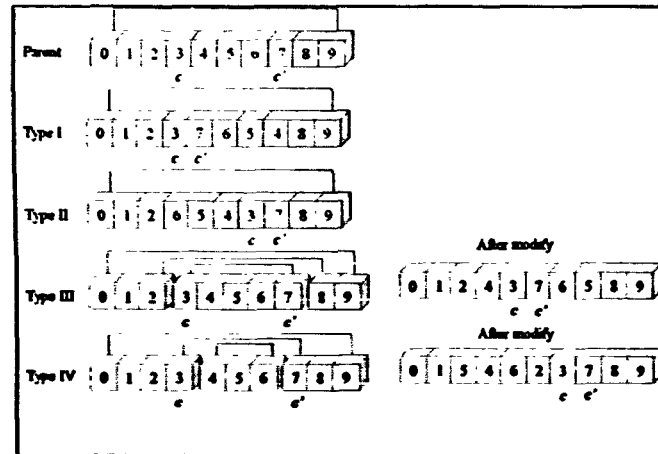 Parent 0 1 2 3 4 5 6 7 8 9
c c'
Type I 0 1 2 3 7 6 5 4 8 9
c c'
Type II 0 1 2 6 5 4 3 7 8 9
c c'
After modify
Type III 0 1 2 3 4 5 6 7 8 9 0 1 2 4 3 7 6 5 8 9
c c' c c'
After modify
Type IV 0 1 2 3 4 5 6 7 8 9 0 1 5 4 6 2 3 7 8 9
c c' c c'